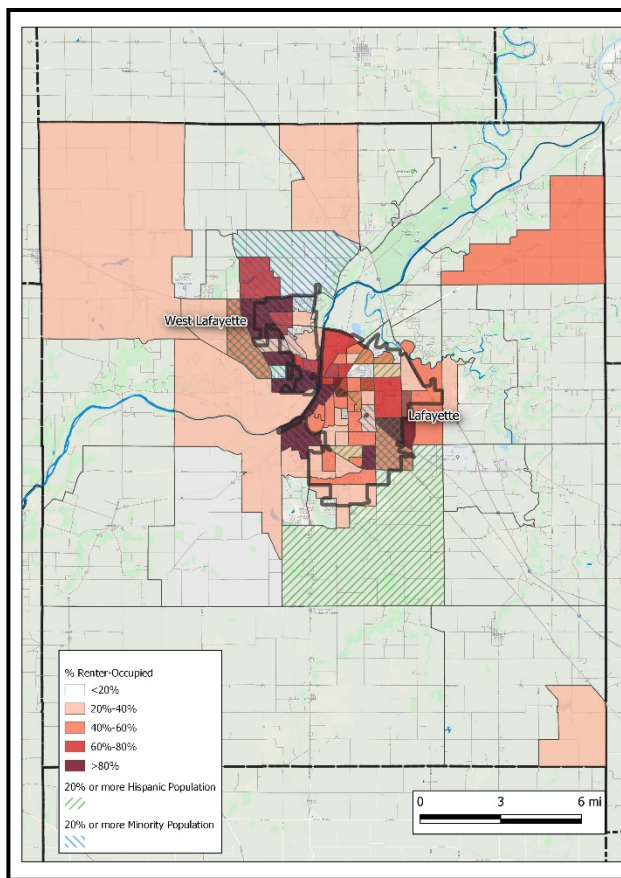 West Lafayette
Lafayette
% Renter-Occupied
<20%
20%-40%
40%-60%
60%-80%
>80%
20% or more Hispanic Population
20% or more Minority Population
0 3 6 mi